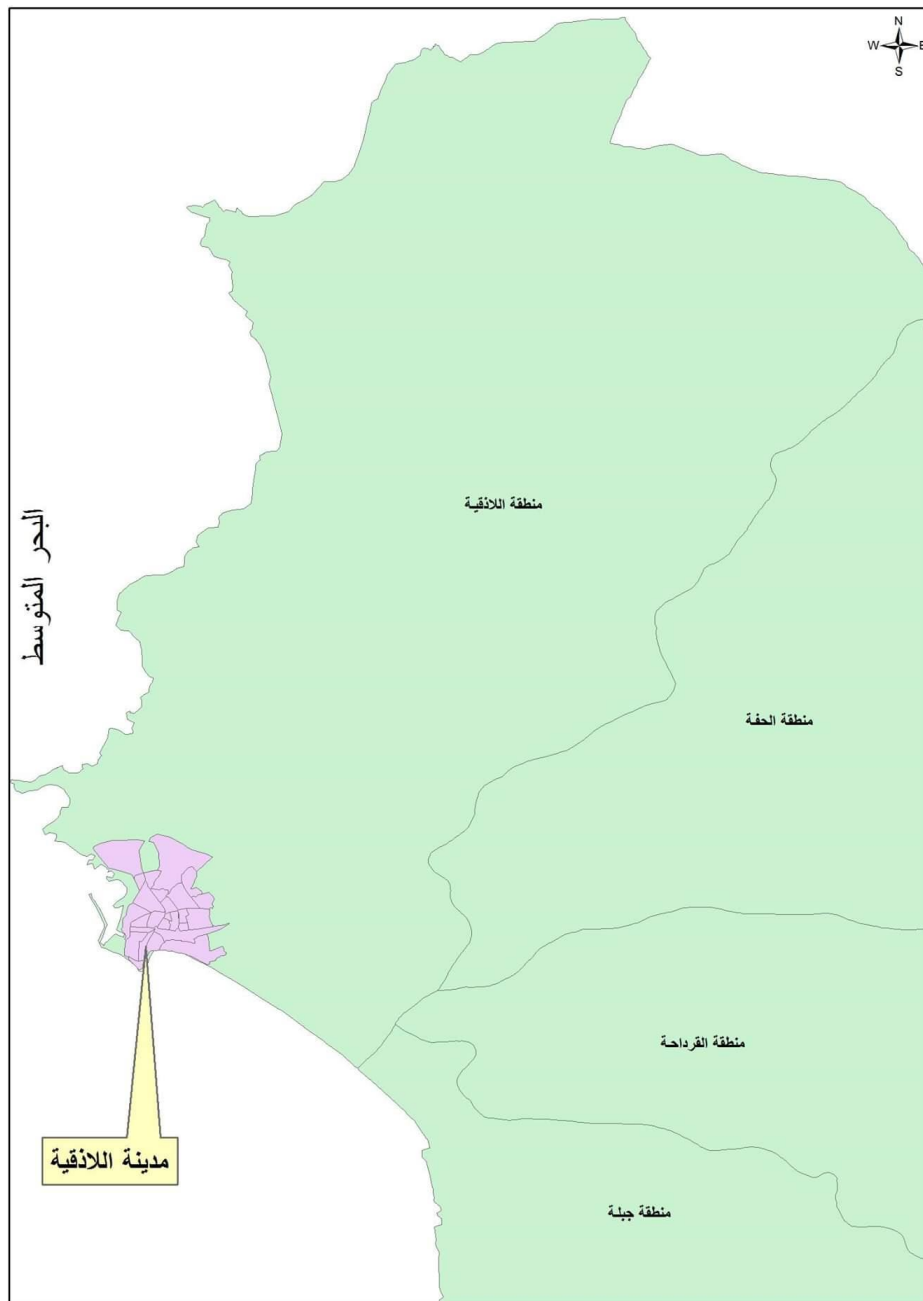 N
W E
S
منطقة اللاذقية
البحر المتوسط
منطقة الحفة
منطقة القرداحة
مدينة اللاذقية
منطقة جبلة